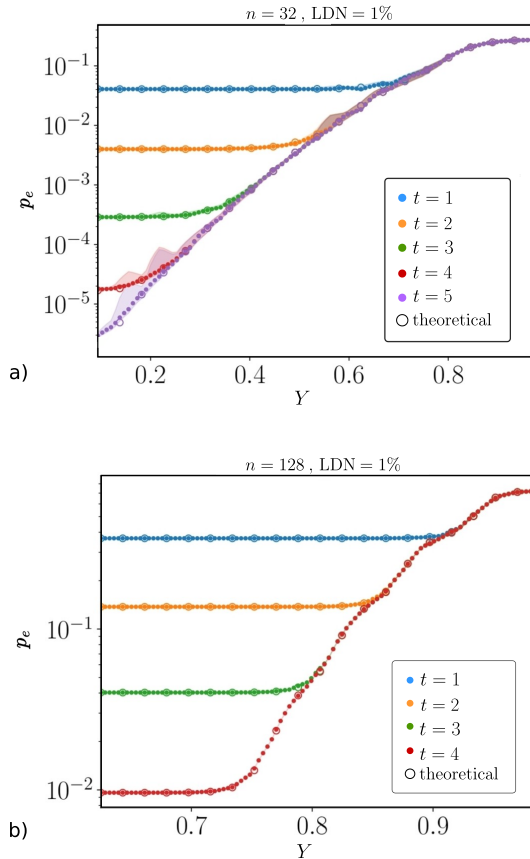 n = 32 , LDN = 1%
10⁻¹
10⁻²
10⁻³
10⁻⁴
10⁻⁵
pₑ
t = 1
t = 2
t = 3
t = 4
t = 5
theoretical
0.2 0.4 0.6 0.8
Y
a)
n = 128 , LDN = 1%
10⁻¹
10⁻²
pₑ
t = 1
t = 2
t = 3
t = 4
theoretical
0.7 0.8 0.9
Y
b)